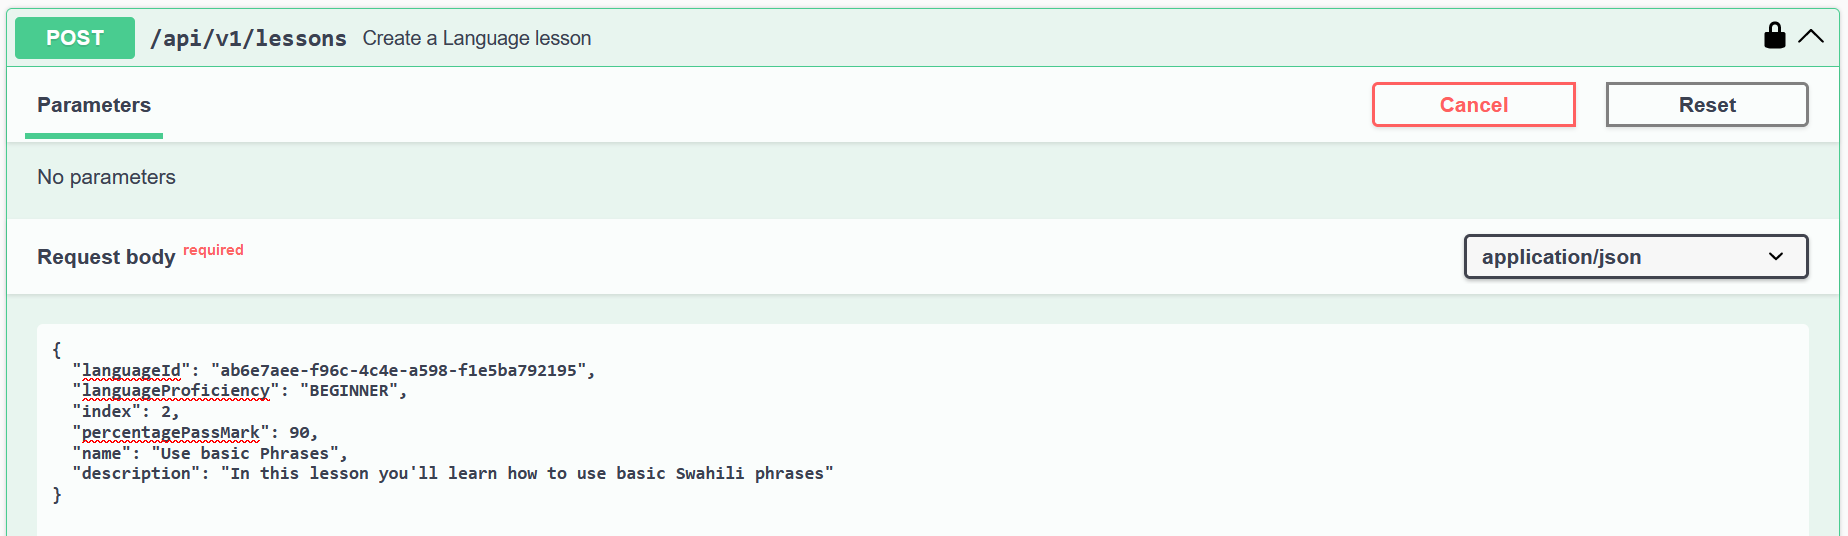 POST /api/v1/lessons Create a Language lesson
Parameters
Cancel
Reset
No parameters
Request body required
application/json
{
"languageId": "ab6e7aee-f96c-4c4e-a598-f1e5ba792195",
"languageProficiency": "BEGINNER",
"index": 2,
"percentagePassMark": 90,
"name": "Use basic Phrases",
"description": "In this lesson you'll learn how to use basic Swahili phrases"
}